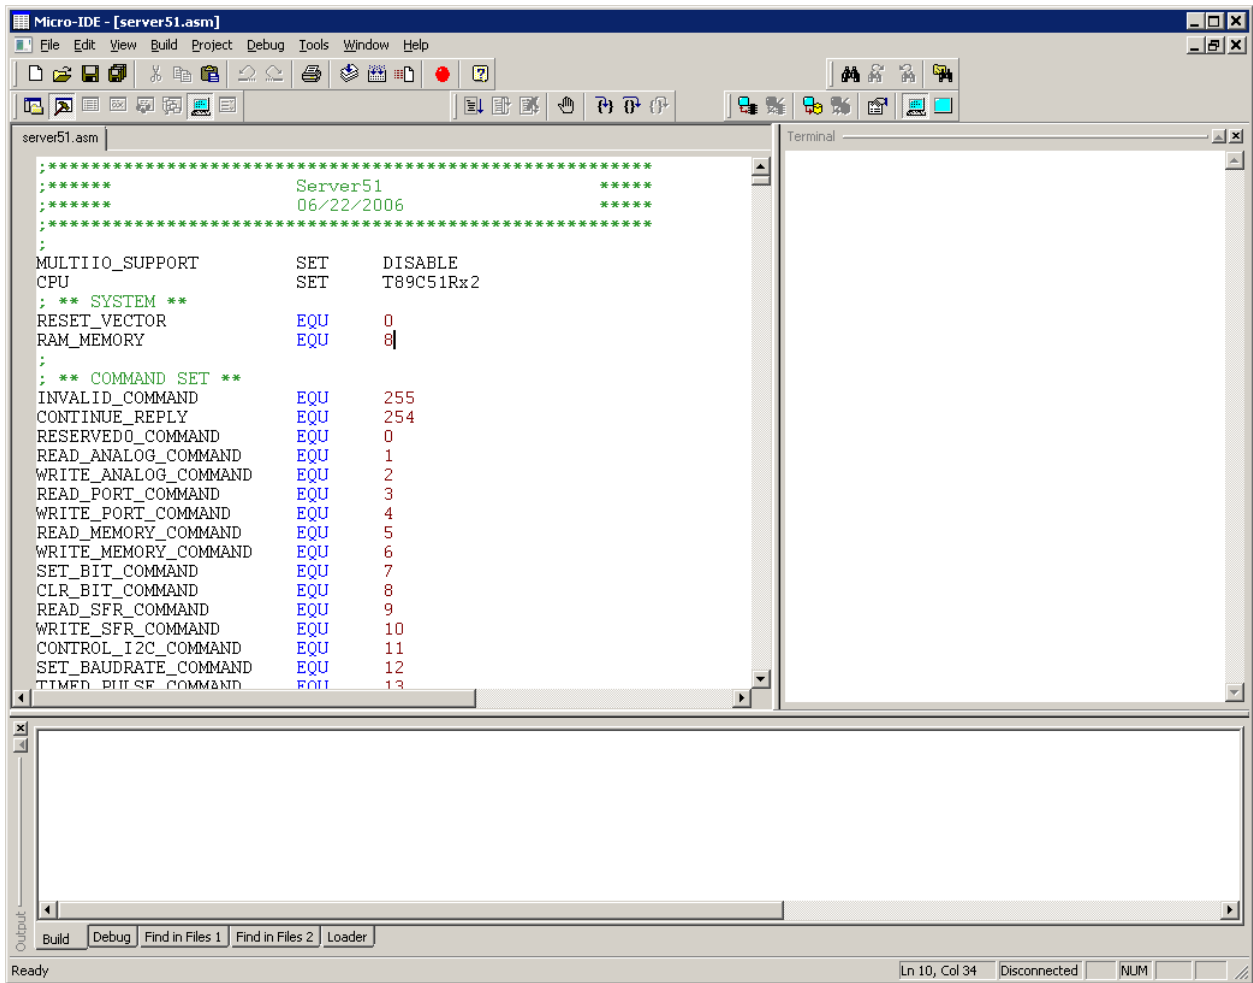 Micro-IDE - [server51.asm]
File Edit View Build Project Debug Tools Window Help
server51.asm
Terminal
;********************************************************
;****** Server51 *****
;****** 06/22/2006 *****
;********************************************************
;
MULTIIO_SUPPORT SET DISABLE
CPU SET T89C51Rx2
; ** SYSTEM **
RESET_VECTOR EQU 0
RAM_MEMORY EQU 8
;
; ** COMMAND SET **
INVALID_COMMAND EQU 255
CONTINUE_REPLY EQU 254
RESERVED0_COMMAND EQU 0
READ_ANALOG_COMMAND EQU 1
WRITE_ANALOG_COMMAND EQU 2
READ_PORT_COMMAND EQU 3
WRITE_PORT_COMMAND EQU 4
READ_MEMORY_COMMAND EQU 5
WRITE_MEMORY_COMMAND EQU 6
SET_BIT_COMMAND EQU 7
CLR_BIT_COMMAND EQU 8
READ_SFR_COMMAND EQU 9
WRITE_SFR_COMMAND EQU 10
CONTROL_I2C_COMMAND EQU 11
SET_BAUDRATE_COMMAND EQU 12
TIMED_PULSE_COMMAND EQU 13
Output
Build Debug Find in Files 1 Find in Files 2 Loader
Ready Ln 10, Col 34 Disconnected NUM